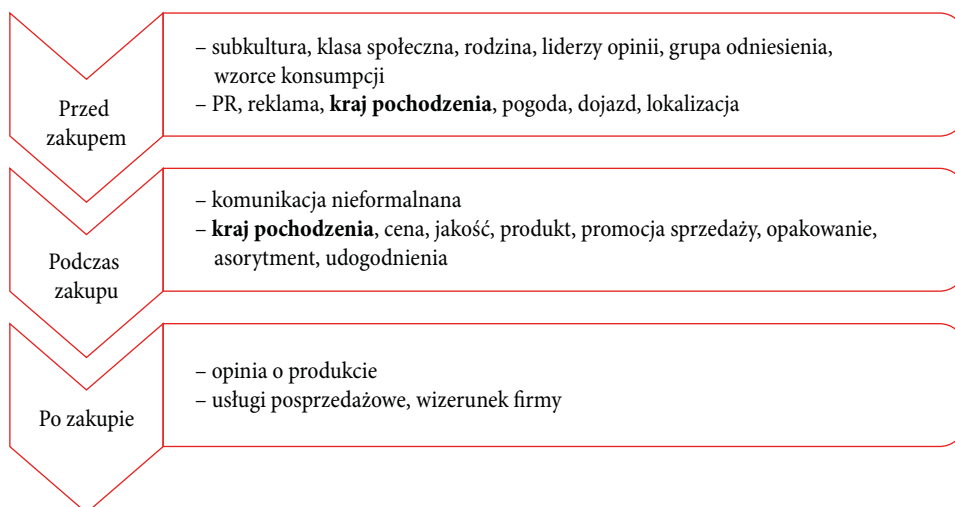 Przed
zakupem
– subkultura, klasa społeczna, rodzina, liderzy opinii, grupa odniesienia,
wzorce konsumpcji
– PR, reklama, kraj pochodzenia, pogoda, dojazd, lokalizacja
Podczas
zakupu
– komunikacja nieformalnana
– kraj pochodzenia, cena, jakość, produkt, promocja sprzedaży, opakowanie,
asorytment, udogodnienia
Po zakupie
– opinia o produkcie
– usługi posprzedażowe, wizerunek firmy